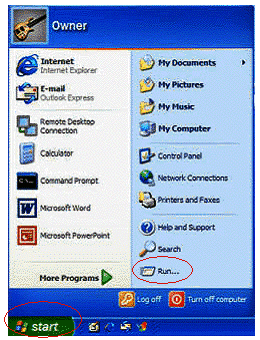 Owner
Internet
Internet Explorer
E-mail
Outlook Express
Remote Desktop
Connection
Calculator
Command Prompt
Microsoft Word
Microsoft PowerPoint
More Programs
My Documents
My Pictures
My Music
My Computer
Control Panel
Network Connections
Printers and Faxes
Help and Support
Search
Run...
Log off
Turn off computer
start